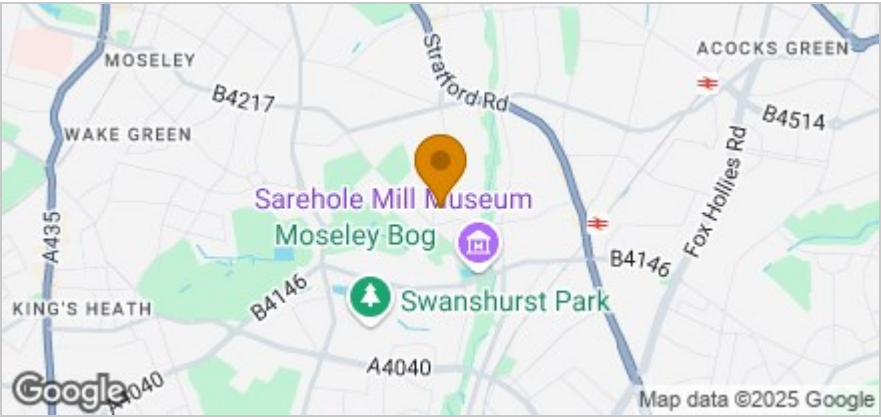 MOSELEY
ACOCKS GREEN
Stratford Rd
B4217
B4514
WAKE GREEN
Fox Hollies Rd
Sarehole Mill Museum
A435
Moseley Bog
B4146
B4146
Swanshurst Park
KING'S HEATH
A4040
A4040
Google
Map data ©2025 Google